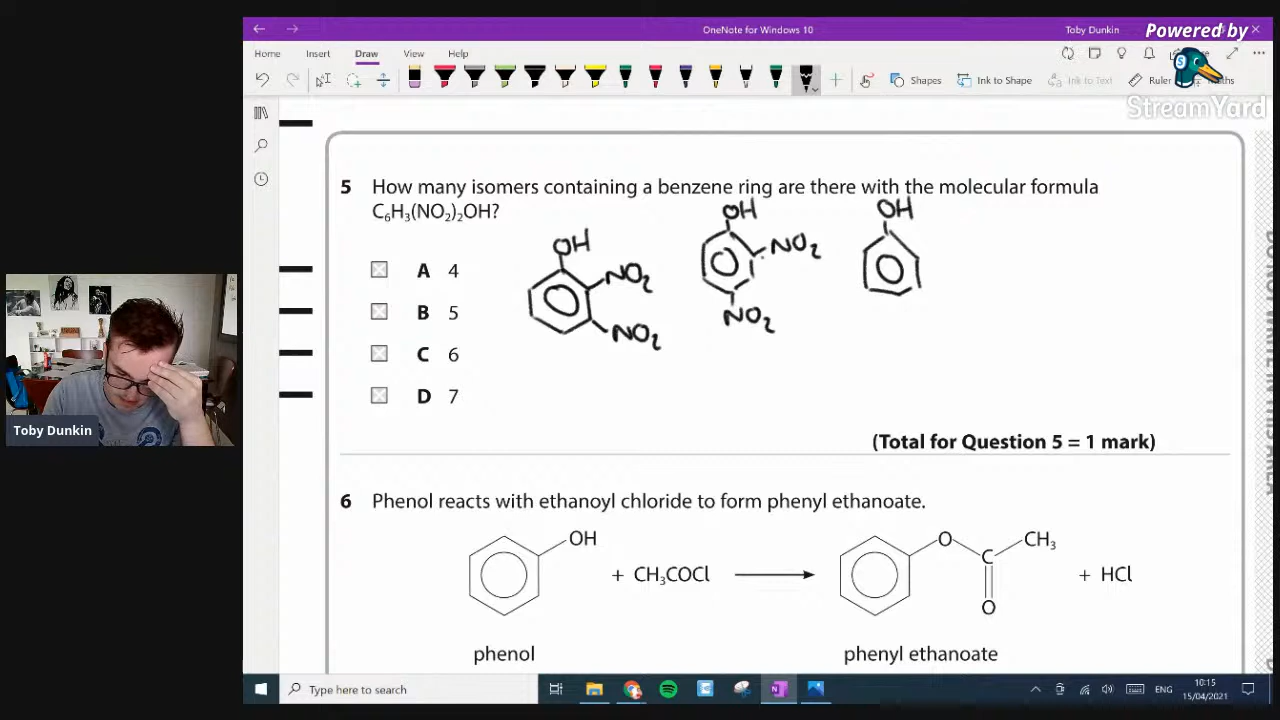 OneNote for Windows 10
Toby Dunkin
Powered by
StreamYard
Home Insert Draw View Help
Shapes Ink to Shape Ink to Text Ruler
5 How many isomers containing a benzene ring are there with the molecular formula
C₆H₃(NO₂)₂OH?
A 4
B 5
C 6
D 7
OH NO₂ NO₂
OH NO₂ NO₂
OH
(Total for Question 5 = 1 mark)
6 Phenol reacts with ethanoyl chloride to form phenyl ethanoate.
OH + CH₃COCl O C CH₃ O + HCl
phenol phenyl ethanoate
Toby Dunkin
Type here to search
ENG
10:15
15/04/2021